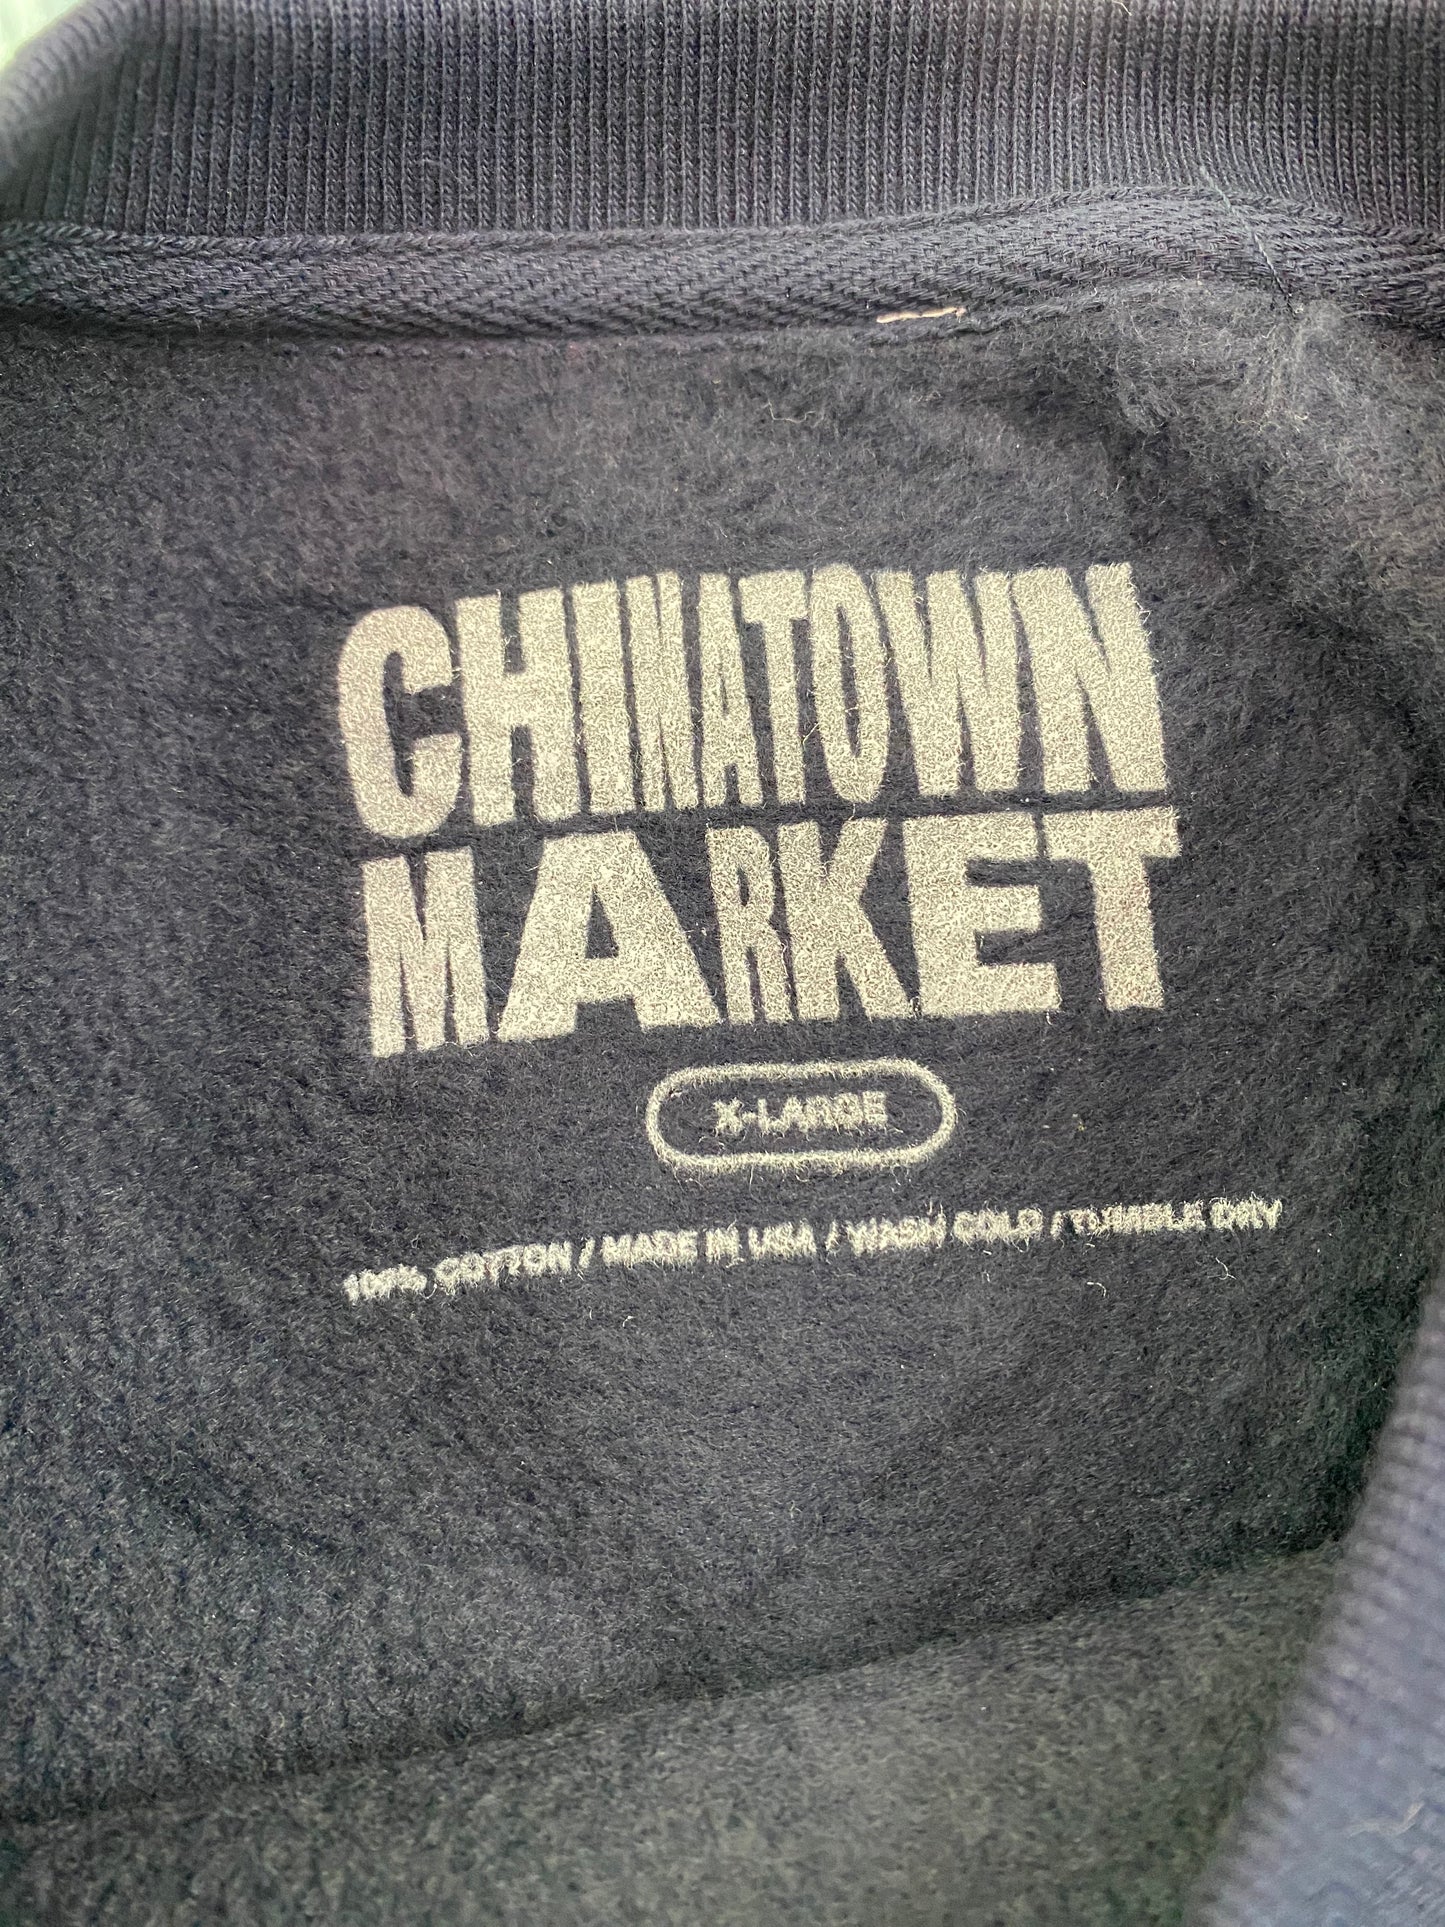 CHINATOWN
MARKET
X-LARGE
100% COTTON / MADE IN USA / WASH COLD / TUMBLE DRY